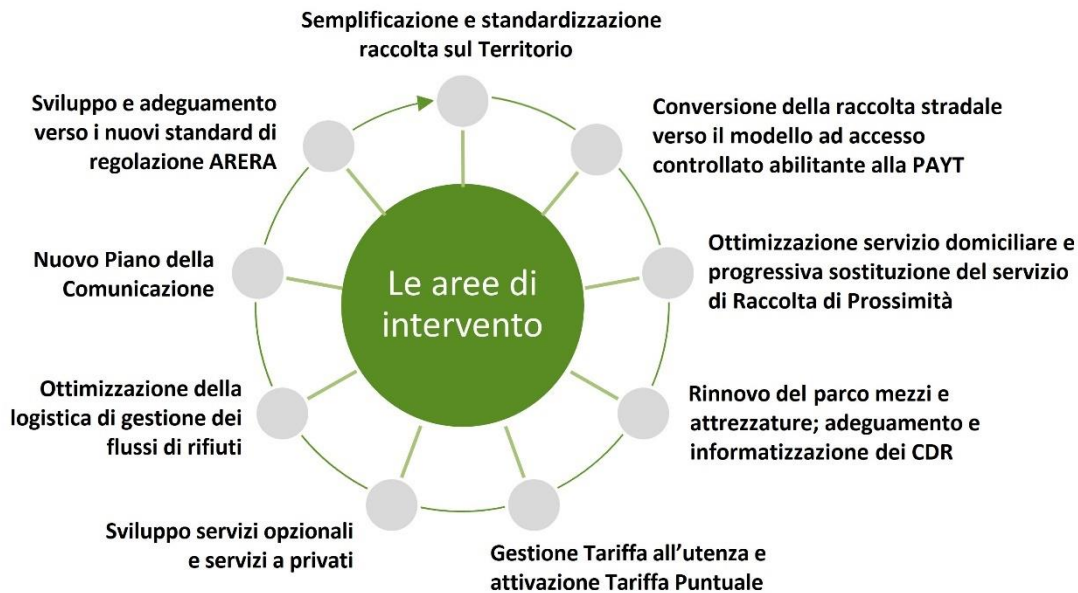 Semplificazione e standardizzazione
raccolta sul Territorio
Conversione della raccolta stradale
verso il modello ad accesso
controllato abilitante alla PAYT
Ottimizzazione servizio domiciliare e
progressiva sostituzione del servizio
di Raccolta di Prossimità
Rinnovo del parco mezzi e
attrezzature; adeguamento e
informatizzazione dei CDR
Gestione Tariffa all’utenza e
attivazione Tariffa Puntuale
Sviluppo servizi opzionali
e servizi a privati
Ottimizzazione della
logistica di gestione dei
flussi di rifiuti
Nuovo Piano della
Comunicazione
Sviluppo e adeguamento
verso i nuovi standard di
regolazione ARERA
Le aree di
intervento